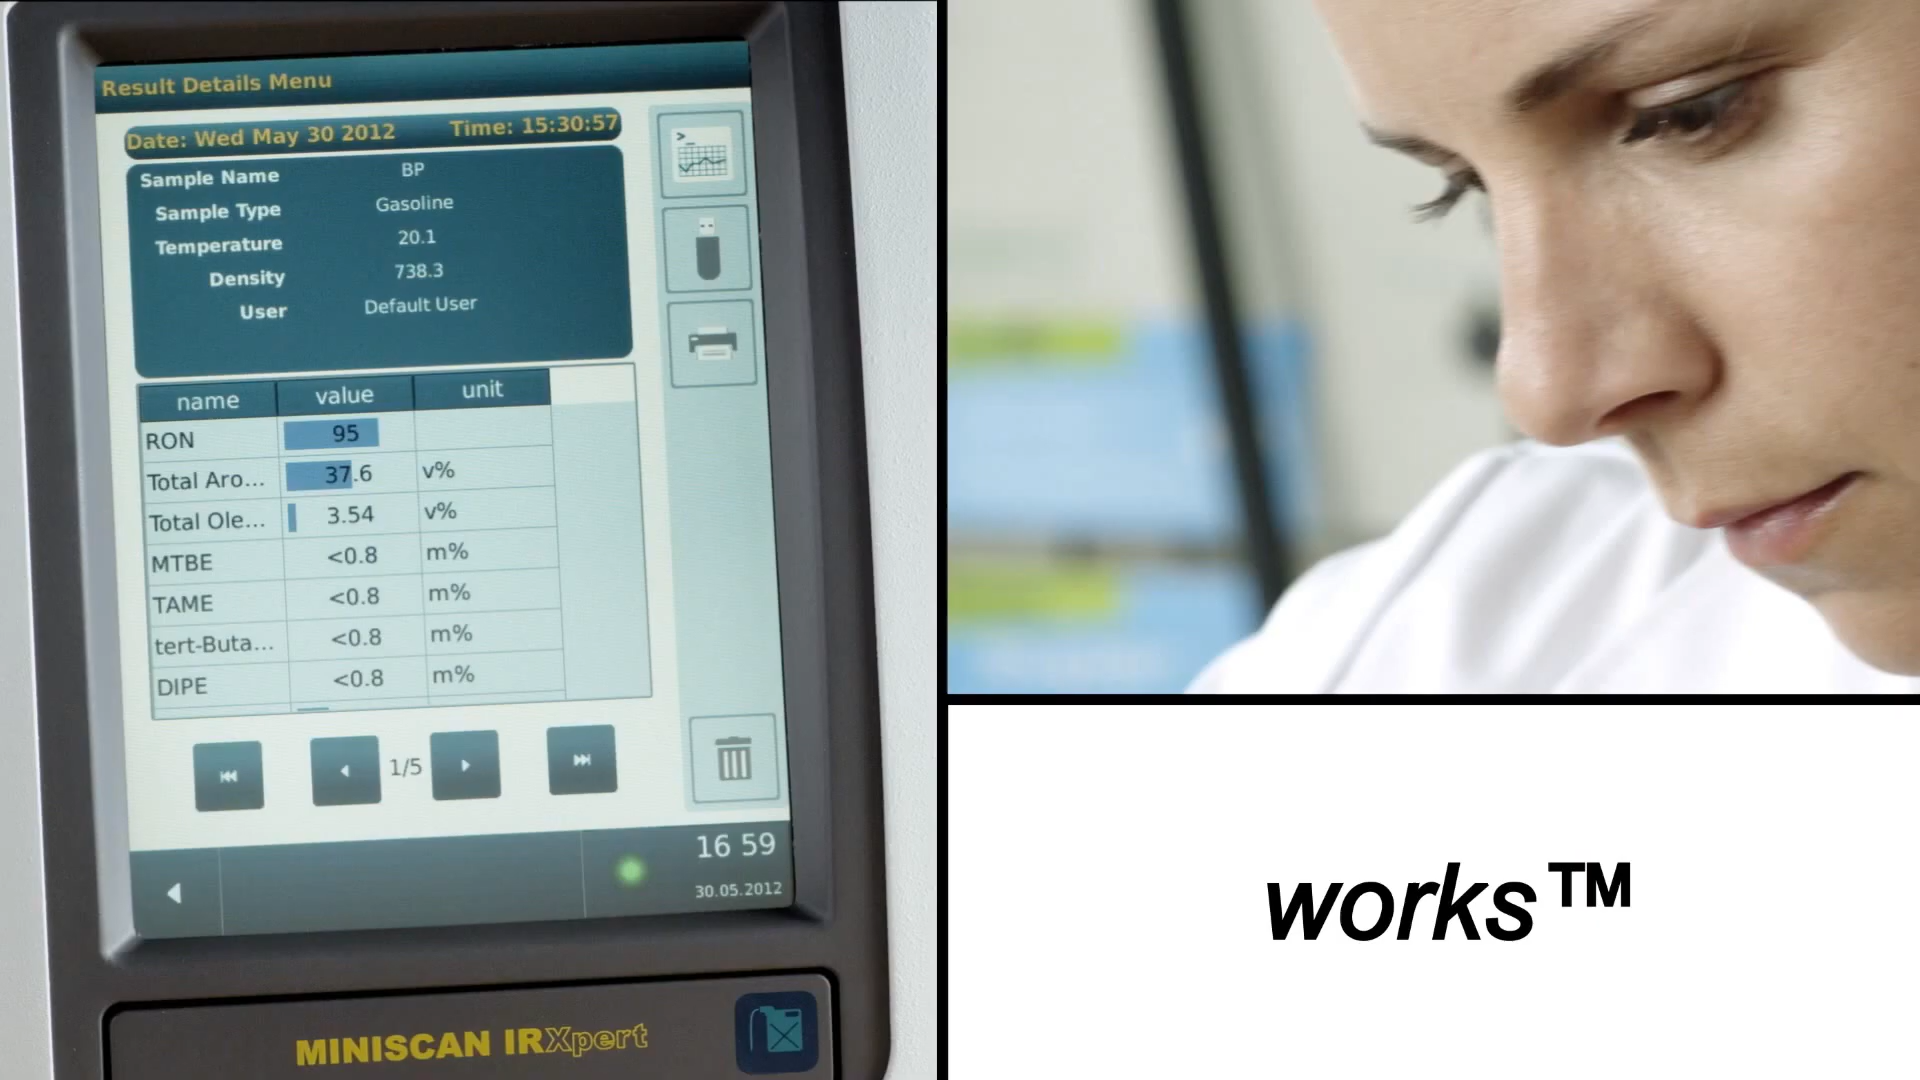 Result Details Menu
Date: Wed May 30 2012 Time: 15:30:57
Sample Name BP
Sample Type Gasoline
Temperature 20.1
Density 738.3
User Default User
name value unit
RON 95
Total Aro... 37.6 v%
Total Ole... 3.54 v%
MTBE <0.8 m%
TAME <0.8 m%
tert-Buta... <0.8 m%
DIPE <0.8 m%
1/5
16 59
30.05.2012
MINISCAN IRXpert
works™